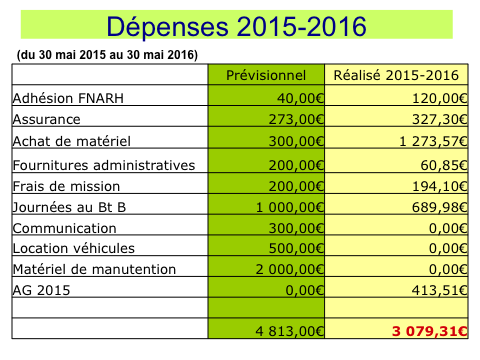 Dépenses 2015-2016
(du 30 mai 2015 au 30 mai 2016)
Prévisionnel Réalisé 2015-2016
Adhésion FNARH 40,00€ 120,00€
Assurance 273,00€ 327,30€
Achat de matériel 300,00€ 1 273,57€
Fournitures administratives 200,00€ 60,85€
Frais de mission 200,00€ 194,10€
Journées au Bt B 1 000,00€ 689,98€
Communication 300,00€ 0,00€
Location véhicules 500,00€ 0,00€
Matériel de manutention 2 000,00€ 0,00€
AG 2015 0,00€ 413,51€
4 813,00€ 3 079,31€